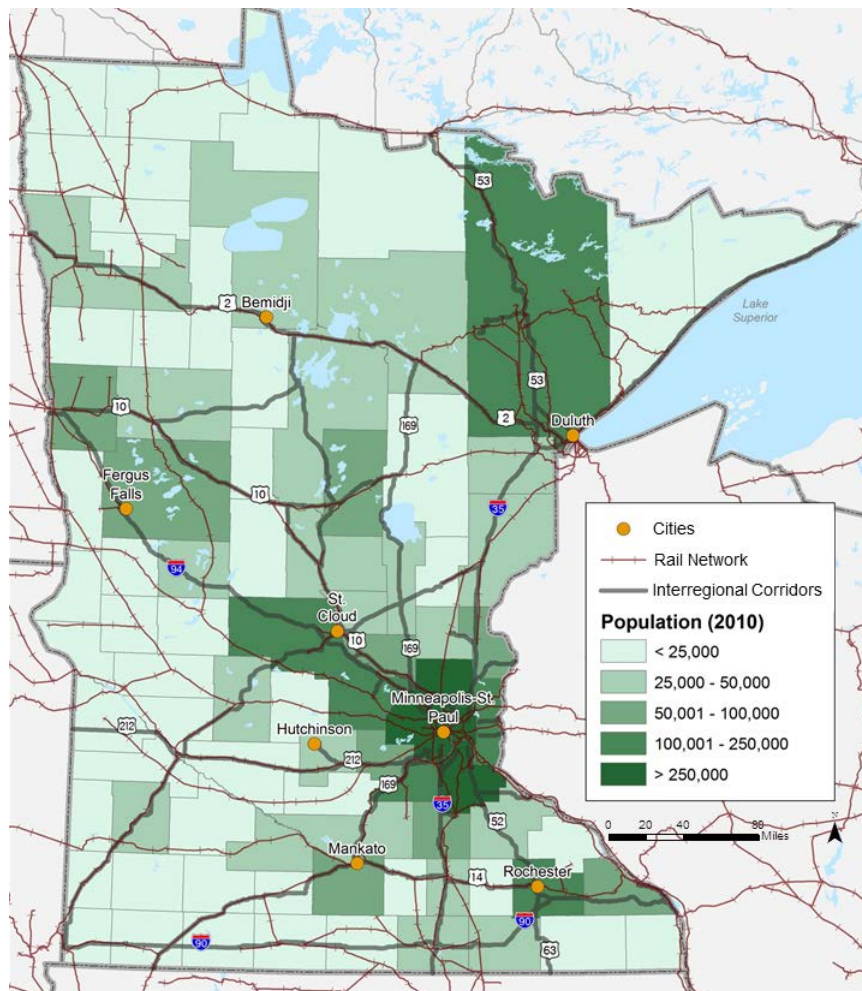 53
Lake
Superior
Bemidji
2
53
10
169
2
Duluth
Fergus
Falls
10
35
94
St.
Cloud
10
169
Minneapolis-St.
Paul
212
Hutchinson
212
169
35
52
Mankato
14
Rochester
90
90
63
Cities
Rail Network
Interregional Corridors
Population (2010)
< 25,000
25,000 - 50,000
50,001 - 100,000
100,001 - 250,000
> 250,000
0 20 40 80
Miles